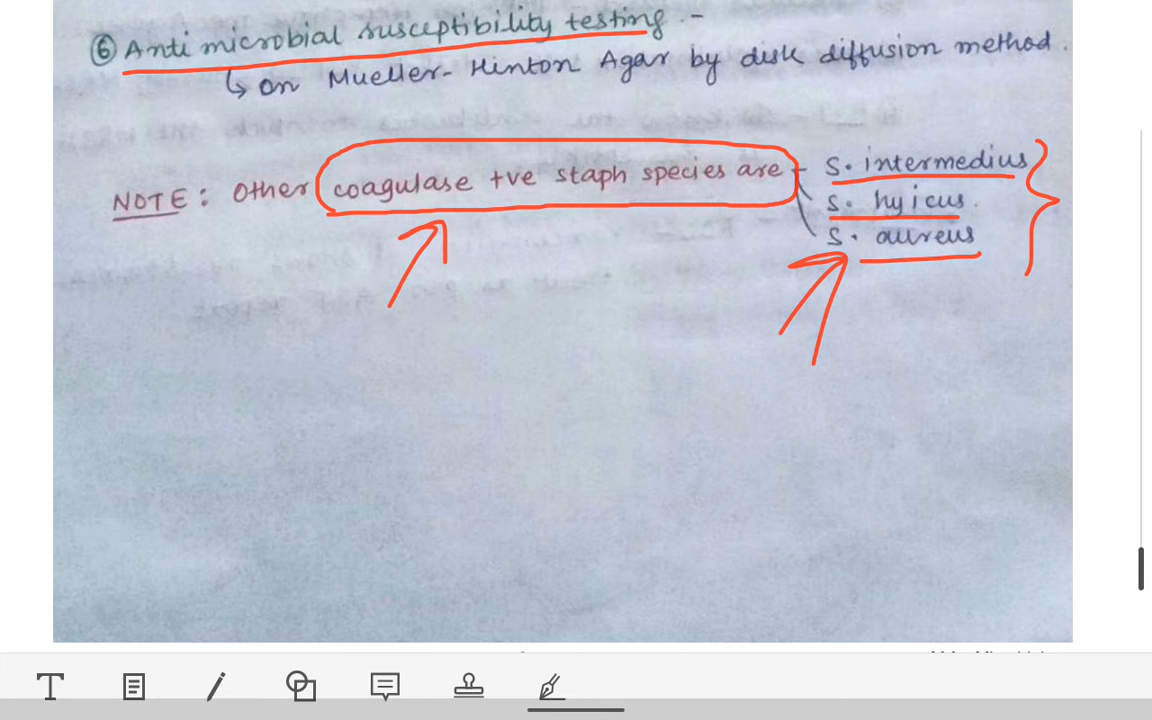 ⑥ Anti microbial susceptibility testing :-
↳ on Mueller-Hinton Agar by disk diffusion method.
NOTE: Other coagulase +ve staph species are - S. intermedius
S. hyicus.
S. aureus
T